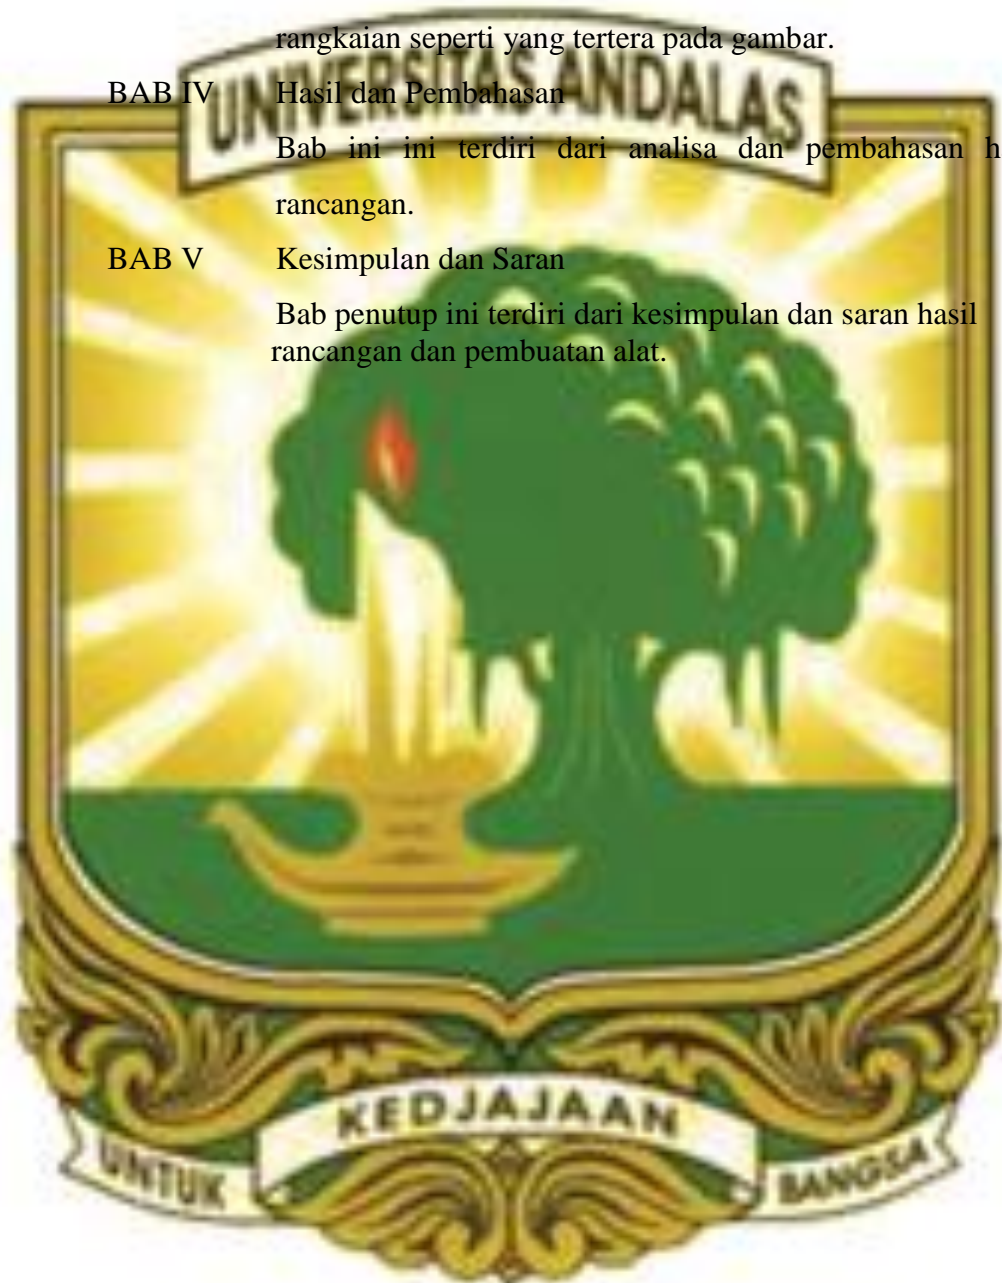 rangkaian seperti yang tertera pada gambar.
UNIVERSITAS ANDALAS
BAB IV Hasil dan Pembahasan
Bab ini ini terdiri dari analisa dan pembahasan h
rancangan.
BAB V Kesimpulan dan Saran
Bab penutup ini terdiri dari kesimpulan dan saran hasil
rancangan dan pembuatan alat.
KEDJAJAAN
UNTUK BANGSA